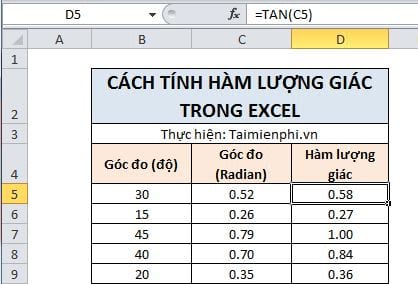 D5 fx =TAN(C5)
A B C D
1
CÁCH TÍNH HÀM LƯỢNG GIÁC
2 TRONG EXCEL
3 Thực hiện: Taimienphi.vn
4 Góc đo (độ) Góc đo (Radian) Hàm lượng giác
5 30 0.52 0.58
6 15 0.26 0.27
7 45 0.79 1.00
8 40 0.70 0.84
9 20 0.35 0.36